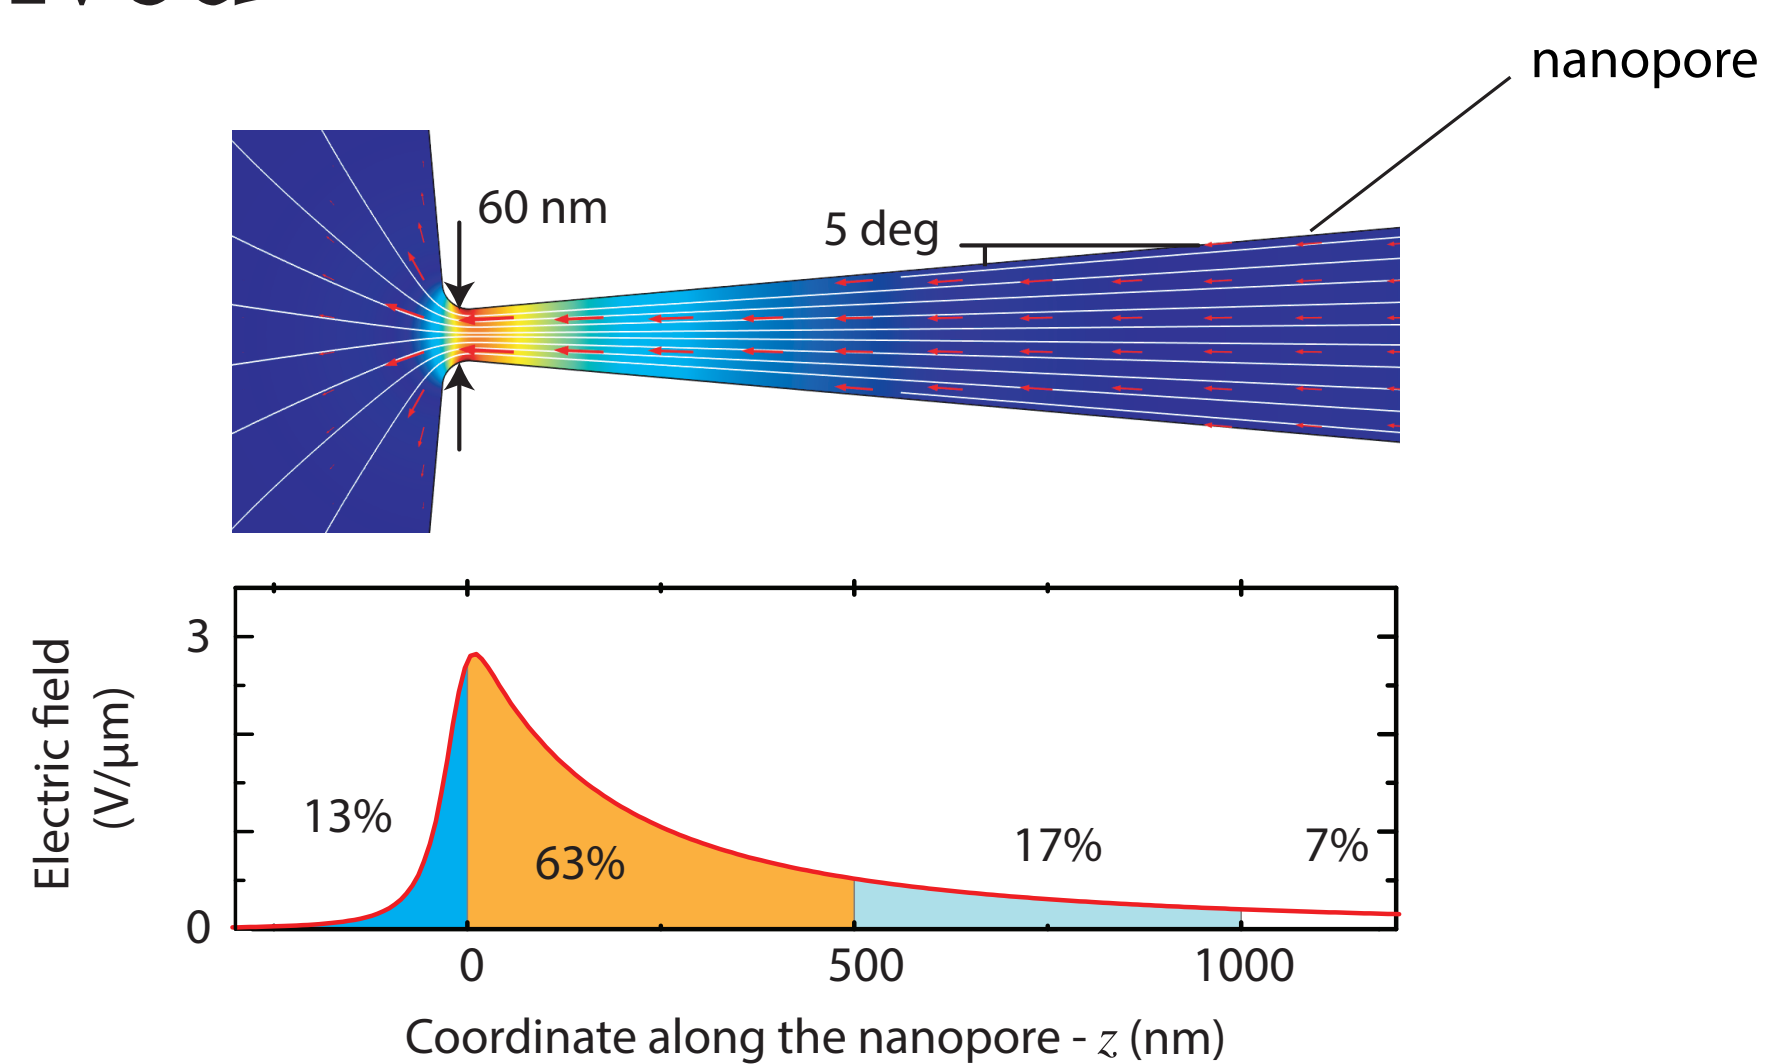 nanopore
60 nm
5 deg
Electric field
(V/μm)
3
0
13%
63%
17%
7%
0
500
1000
Coordinate along the nanopore - z (nm)